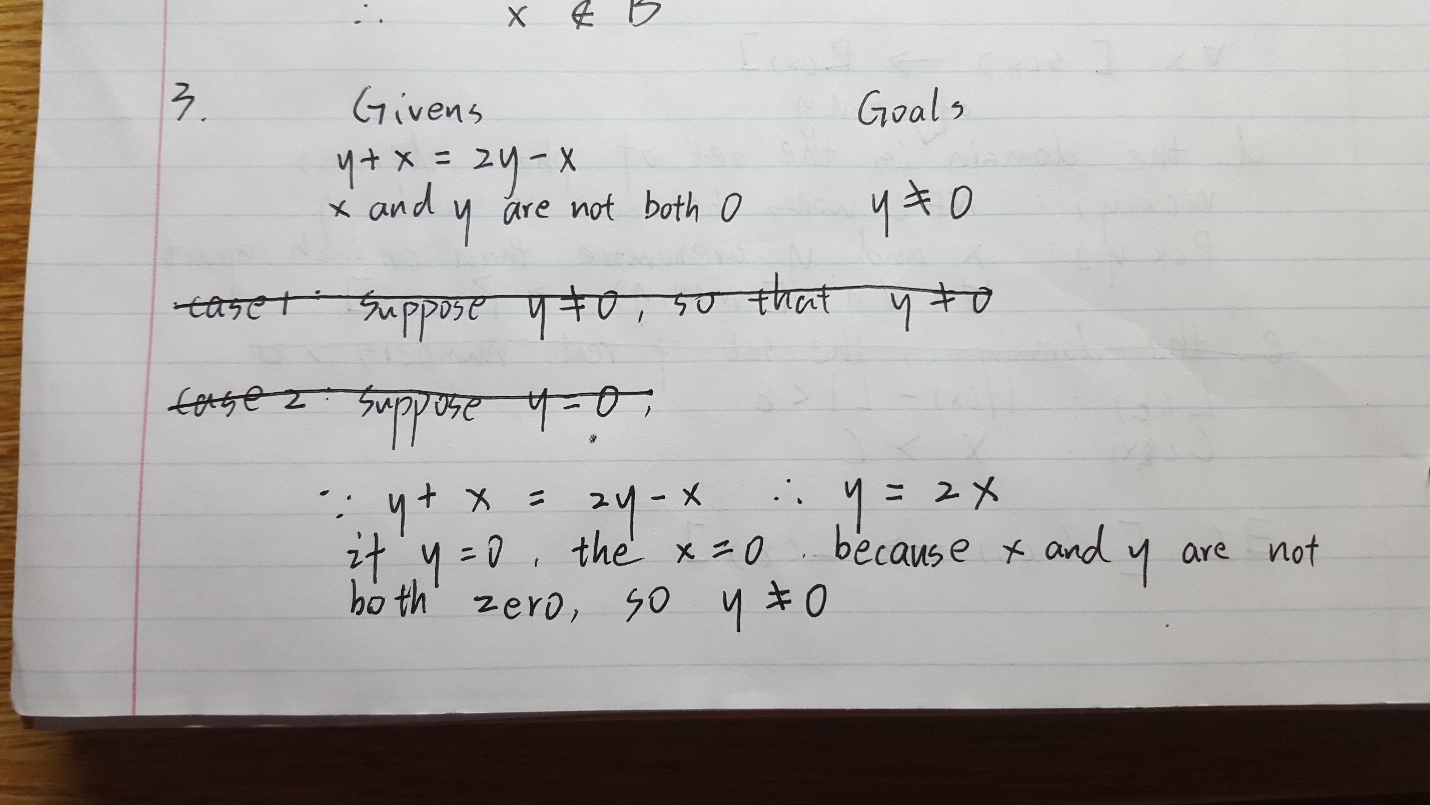 ∴ x ∉ B
3. Givens Goals
y + x = 2y - x
x and y are not both 0 y ≠ 0
case 1: suppose y ≠ 0, so that y ≠ 0
case 2: suppose y = 0,
∵ y + x = 2y - x ∴ y = 2x
if y = 0, the x = 0. because x and y are not
both zero, so y ≠ 0